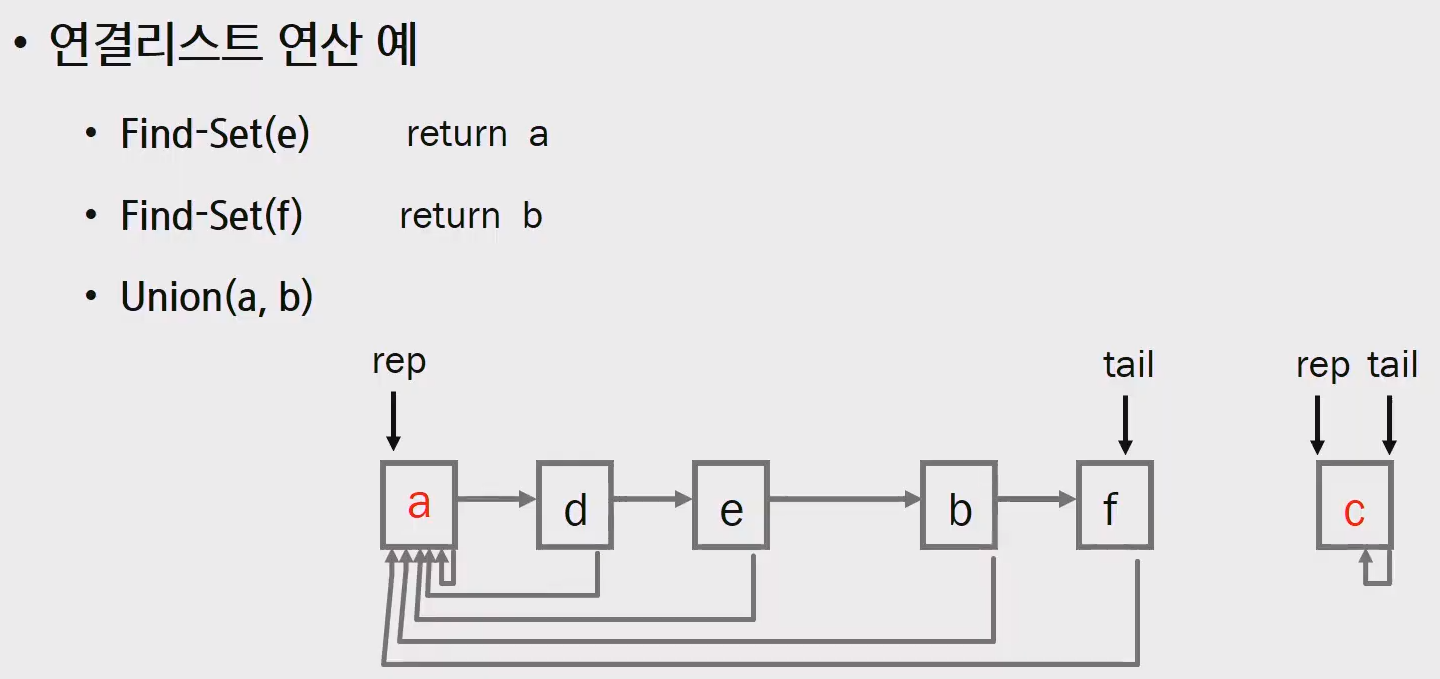 • 연결리스트 연산 예
• Find-Set(e) return a
• Find-Set(f) return b
• Union(a, b)
rep tail rep tail
a d e b f c